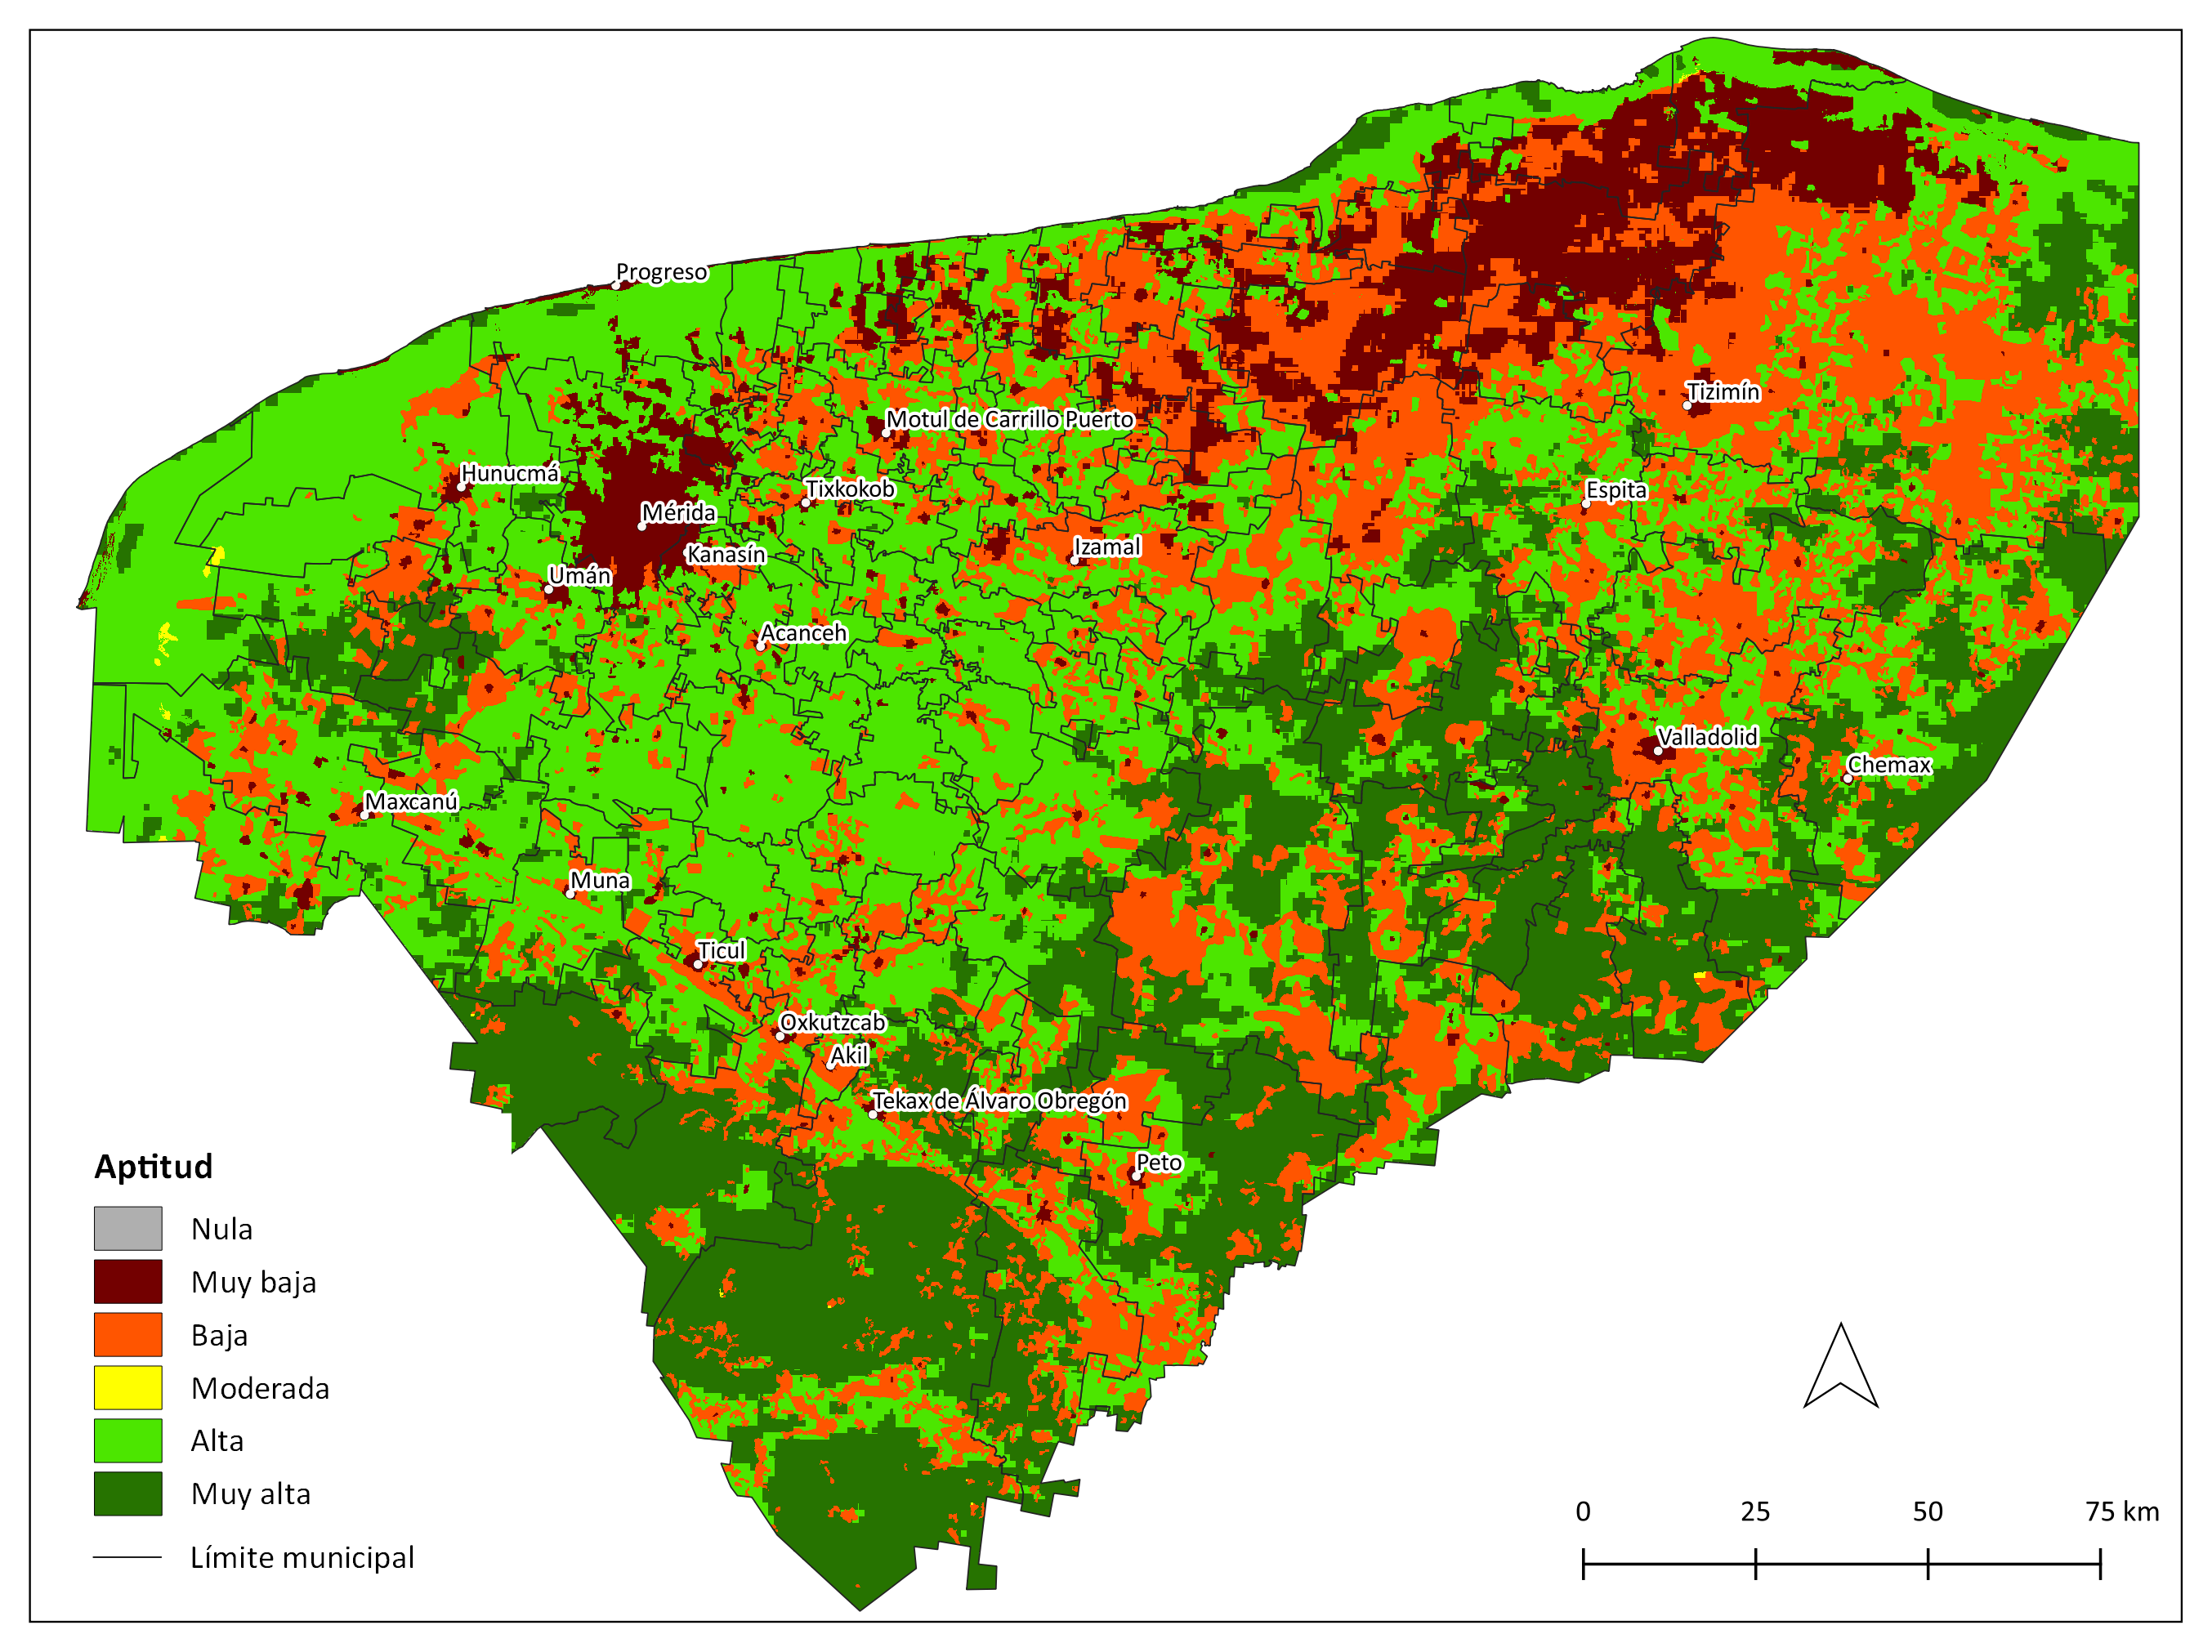 Progreso
Tizimín
Motul de Carrillo Puerto
Hunucmá
Tixkokob
Espita
Mérida
Kanasín
Izamal
Umán
Acanceh
Valladolid
Chemax
Maxcanú
Muna
Ticul
Oxkutzcab
Akil
Tekax de Álvaro Obregón
Peto
Aptitud
Nula
Muy baja
Baja
Moderada
Alta
Muy alta
Límite municipal
0 25 50 75 km